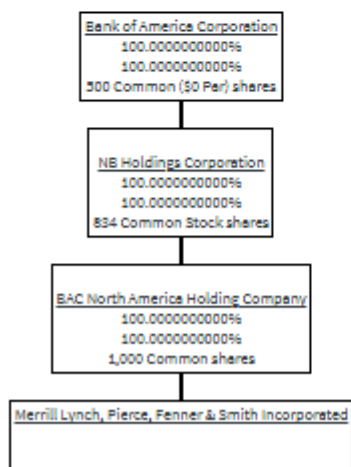 Bank of America Corporation
100.0000000000%
100.0000000000%
300 Common ($0 Par) shares
NB Holdings Corporation
100.0000000000%
100.0000000000%
834 Common Stock shares
BAC North America Holding Company
100.0000000000%
100.0000000000%
1,000 Common shares
Merrill Lynch, Pierce, Fenner & Smith Incorporated